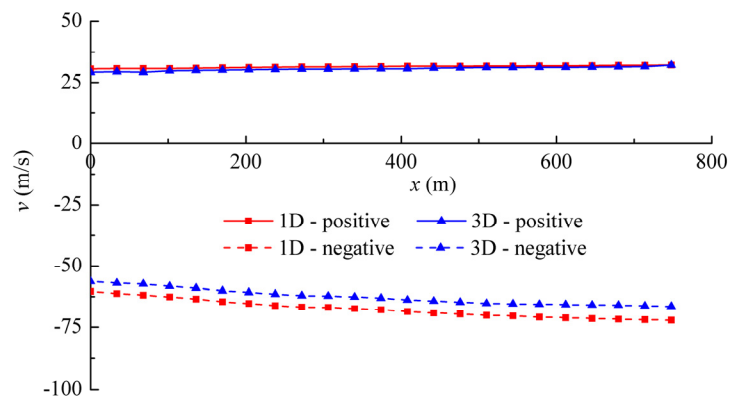 50
25
0
0 200 400 600 800
x (m)
v (m/s)
-25
1D - positive 3D - positive
1D - negative 3D - negative
-50
-75
-100